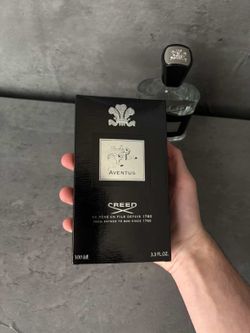 AVENTUS
CREED
DE PÈRE EN FILS DEPUIS 1760
FROM FATHER TO SON SINCE 1760
100 ML 3.3 FL.OZ.